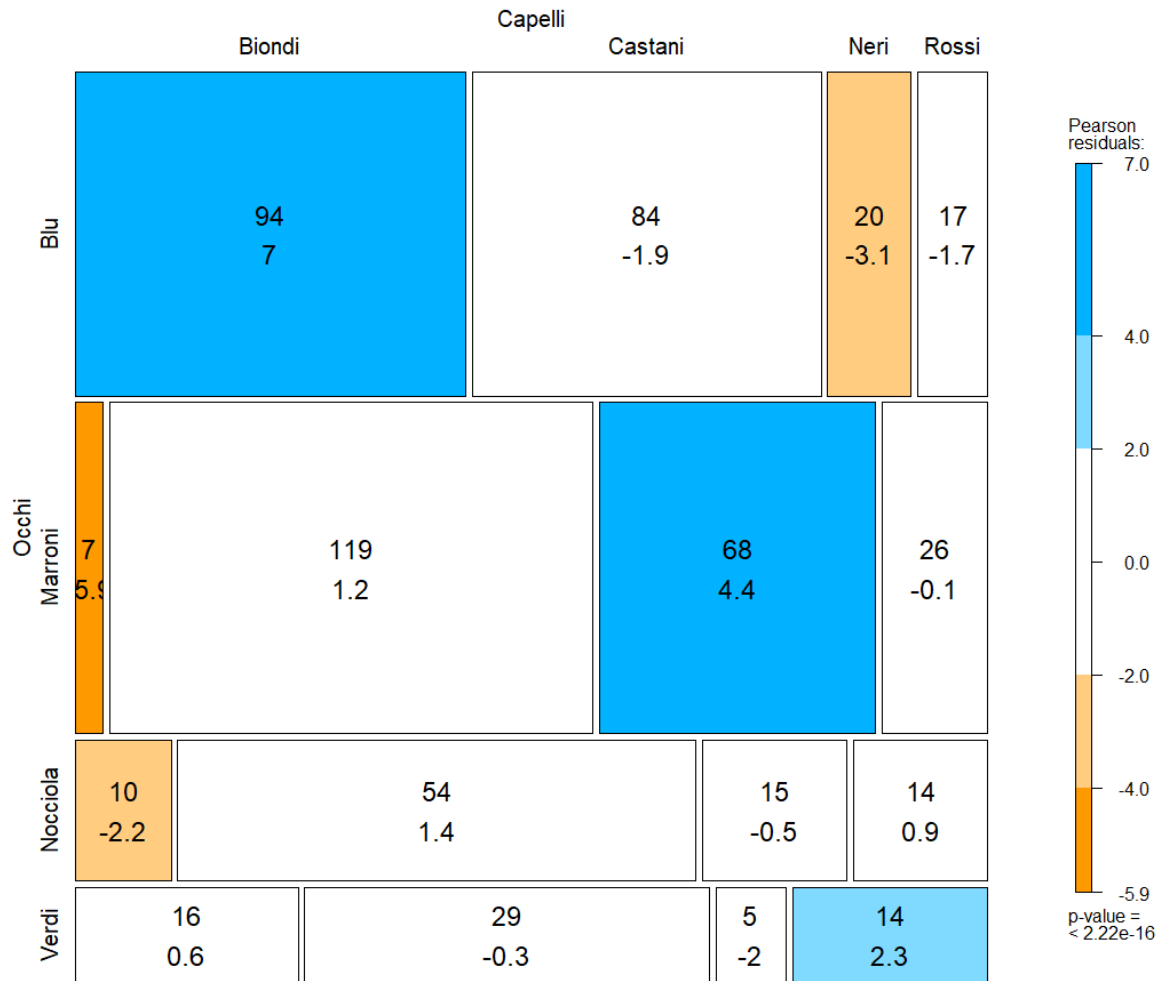 Capelli
Biondi Castani Neri Rossi
Occhi
Blu
94 84 20 17
7 -1.9 -3.1 -1.7
Marroni
7 119 68 26
1.2 4.4 -0.1
Nocciola
10 54 15 14
-2.2 1.4 -0.5 0.9
Verdi
16 29 5 14
0.6 -0.3 -2 2.3
Pearson
residuals:
7.0
4.0
2.0
0.0
-2.0
-4.0
-5.9
p-value =
< 2.22e-16